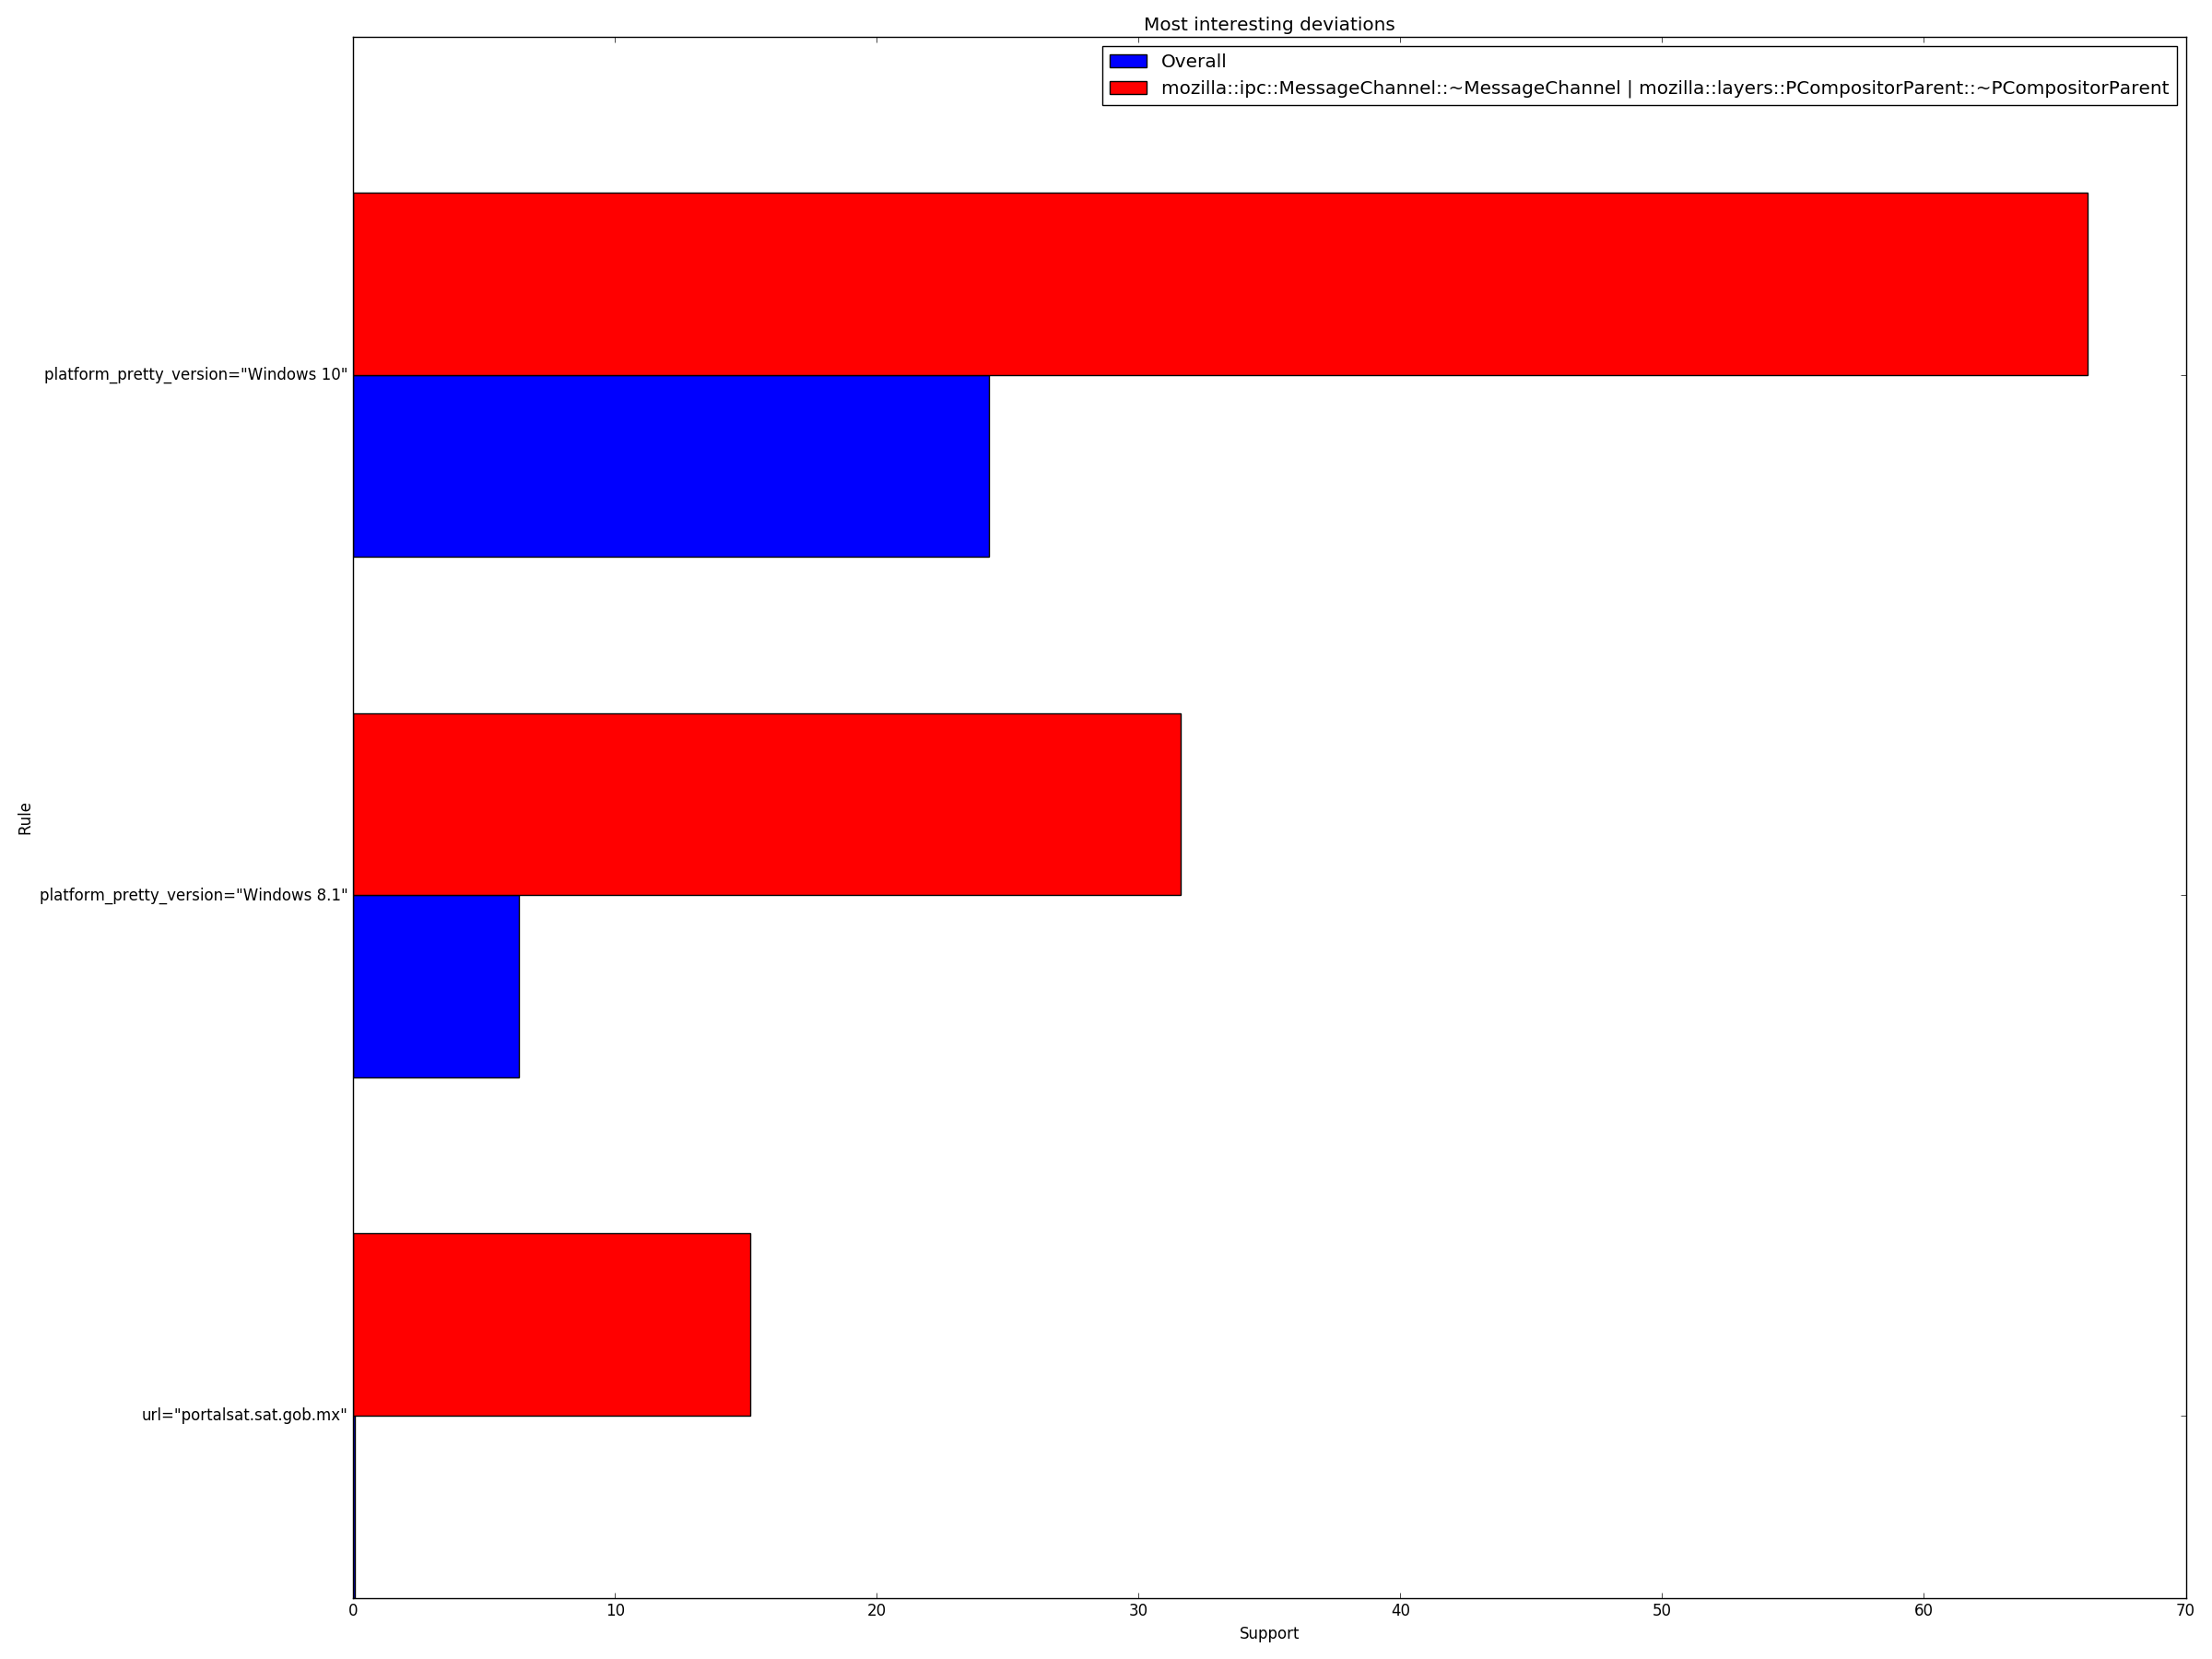 Most interesting deviations
Overall
mozilla::ipc::MessageChannel::~MessageChannel | mozilla::layers::PCompositorParent::~PCompositorParent
platform_pretty_version="Windows 10"
platform_pretty_version="Windows 8.1"
url="portalsat.sat.gob.mx"
Rule
0 10 20 30 40 50 60 70
Support